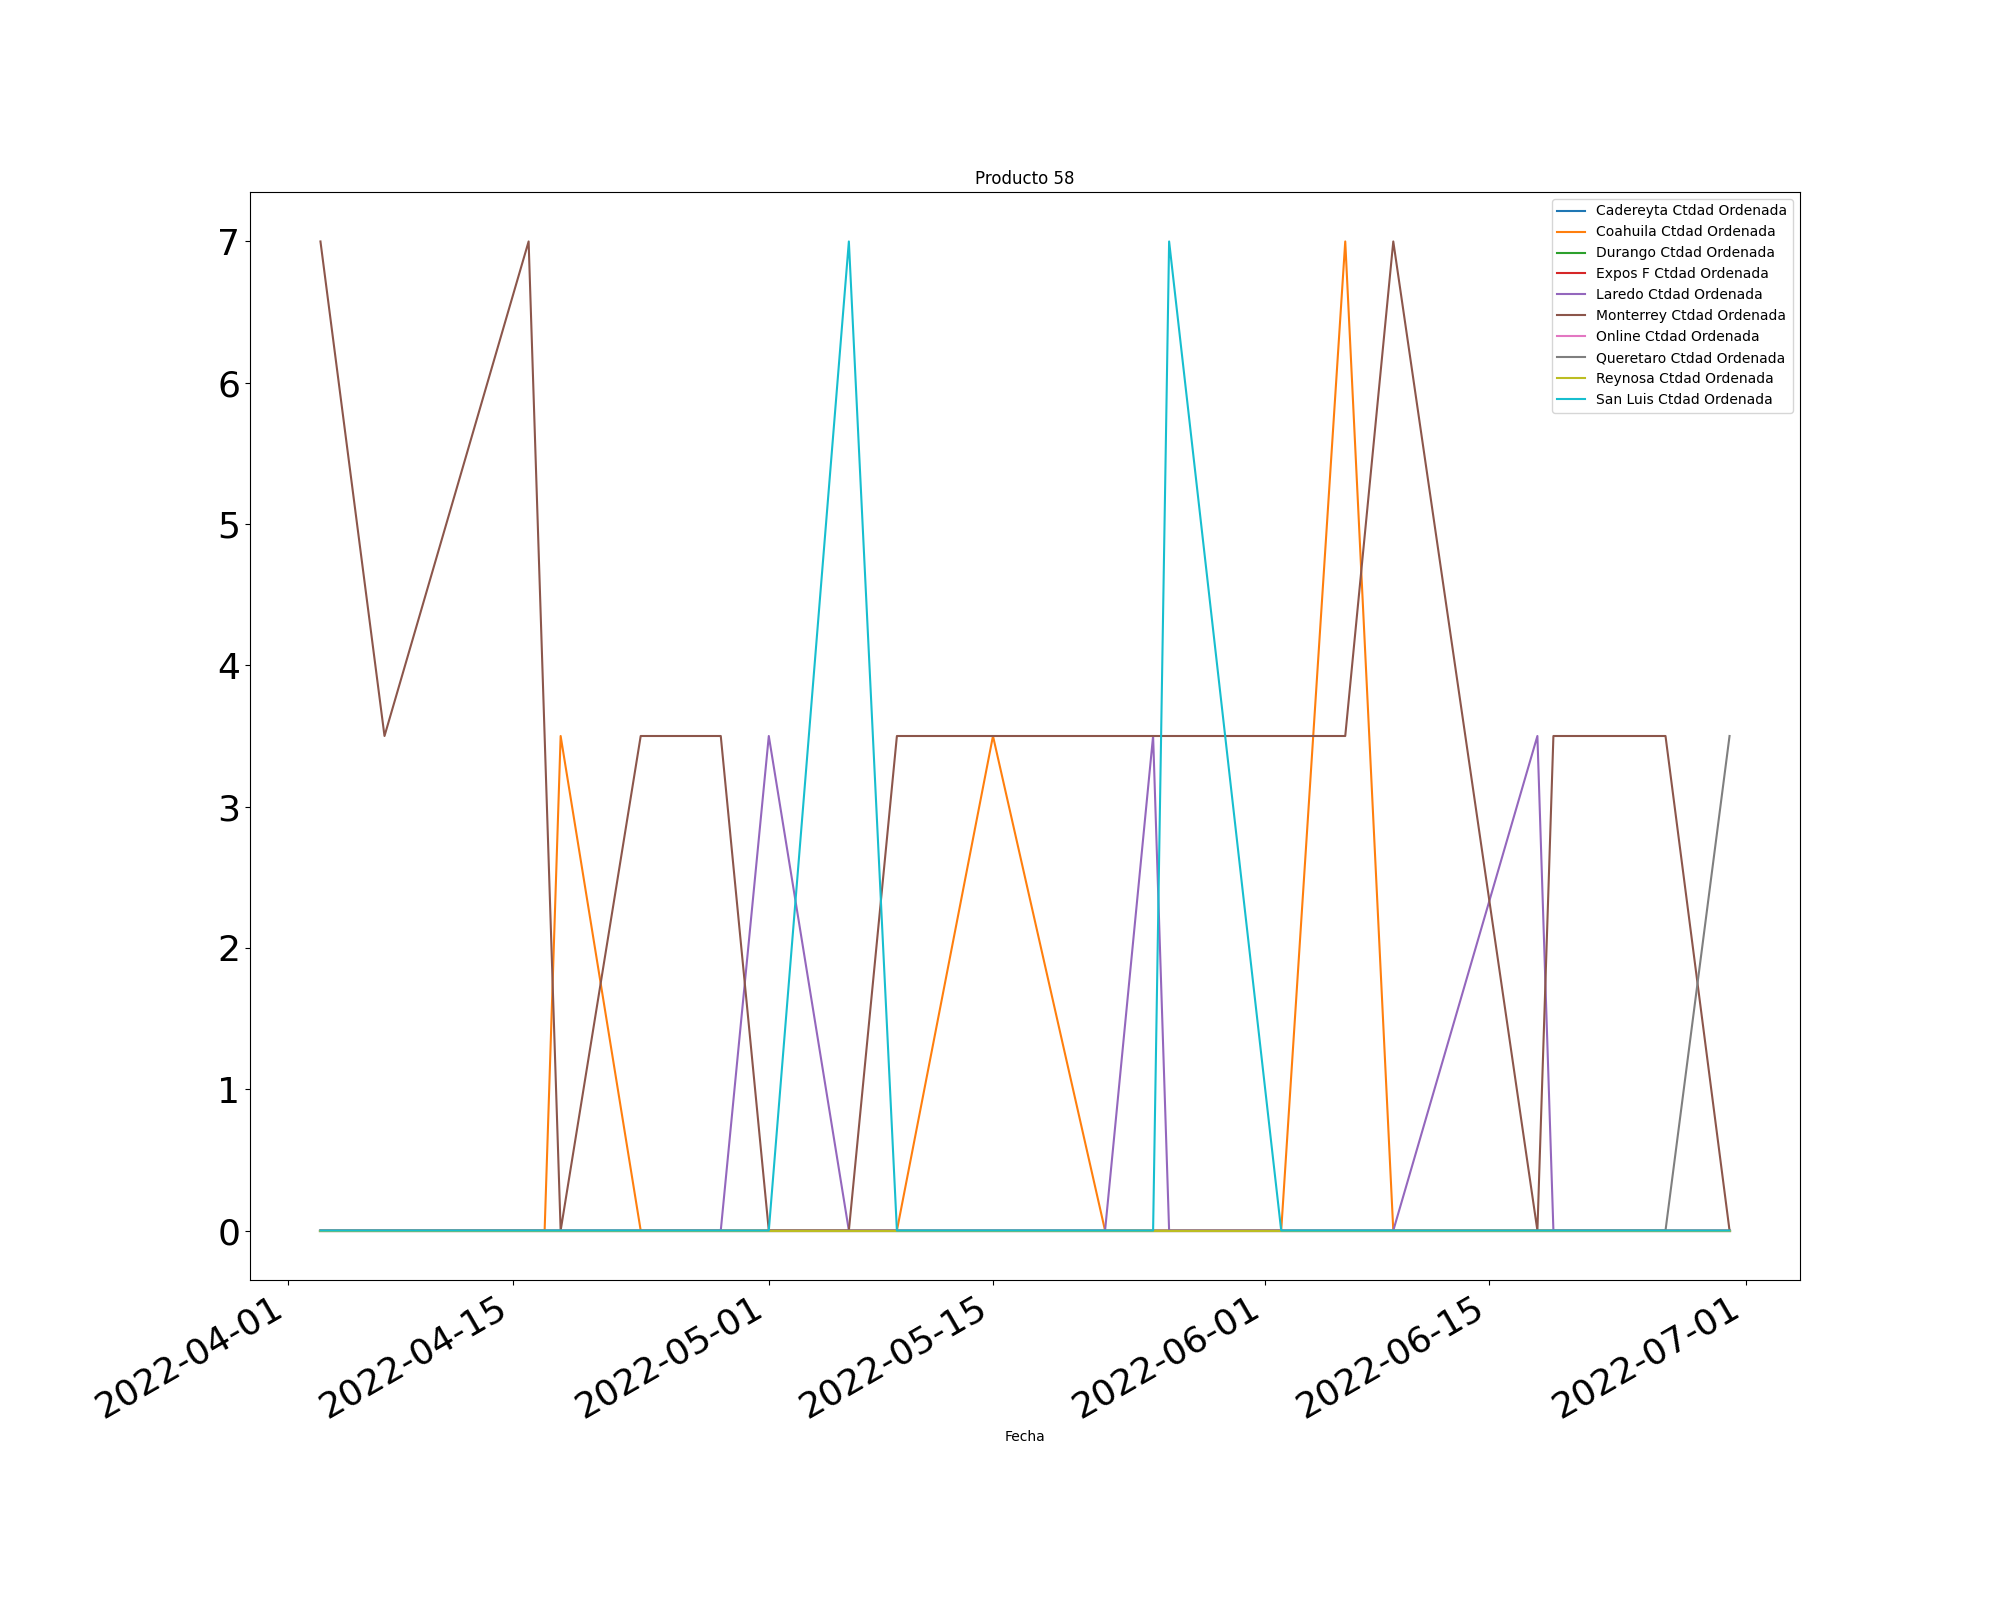 Producto 58
Cadereyta Ctdad Ordenada
Coahuila Ctdad Ordenada
Durango Ctdad Ordenada
Expos F Ctdad Ordenada
Laredo Ctdad Ordenada
Monterrey Ctdad Ordenada
Online Ctdad Ordenada
Queretaro Ctdad Ordenada
Reynosa Ctdad Ordenada
San Luis Ctdad Ordenada
7
6
5
4
3
2
1
0
2022-04-01
2022-04-15
2022-05-01
2022-05-15
2022-06-01
2022-06-15
2022-07-01
Fecha